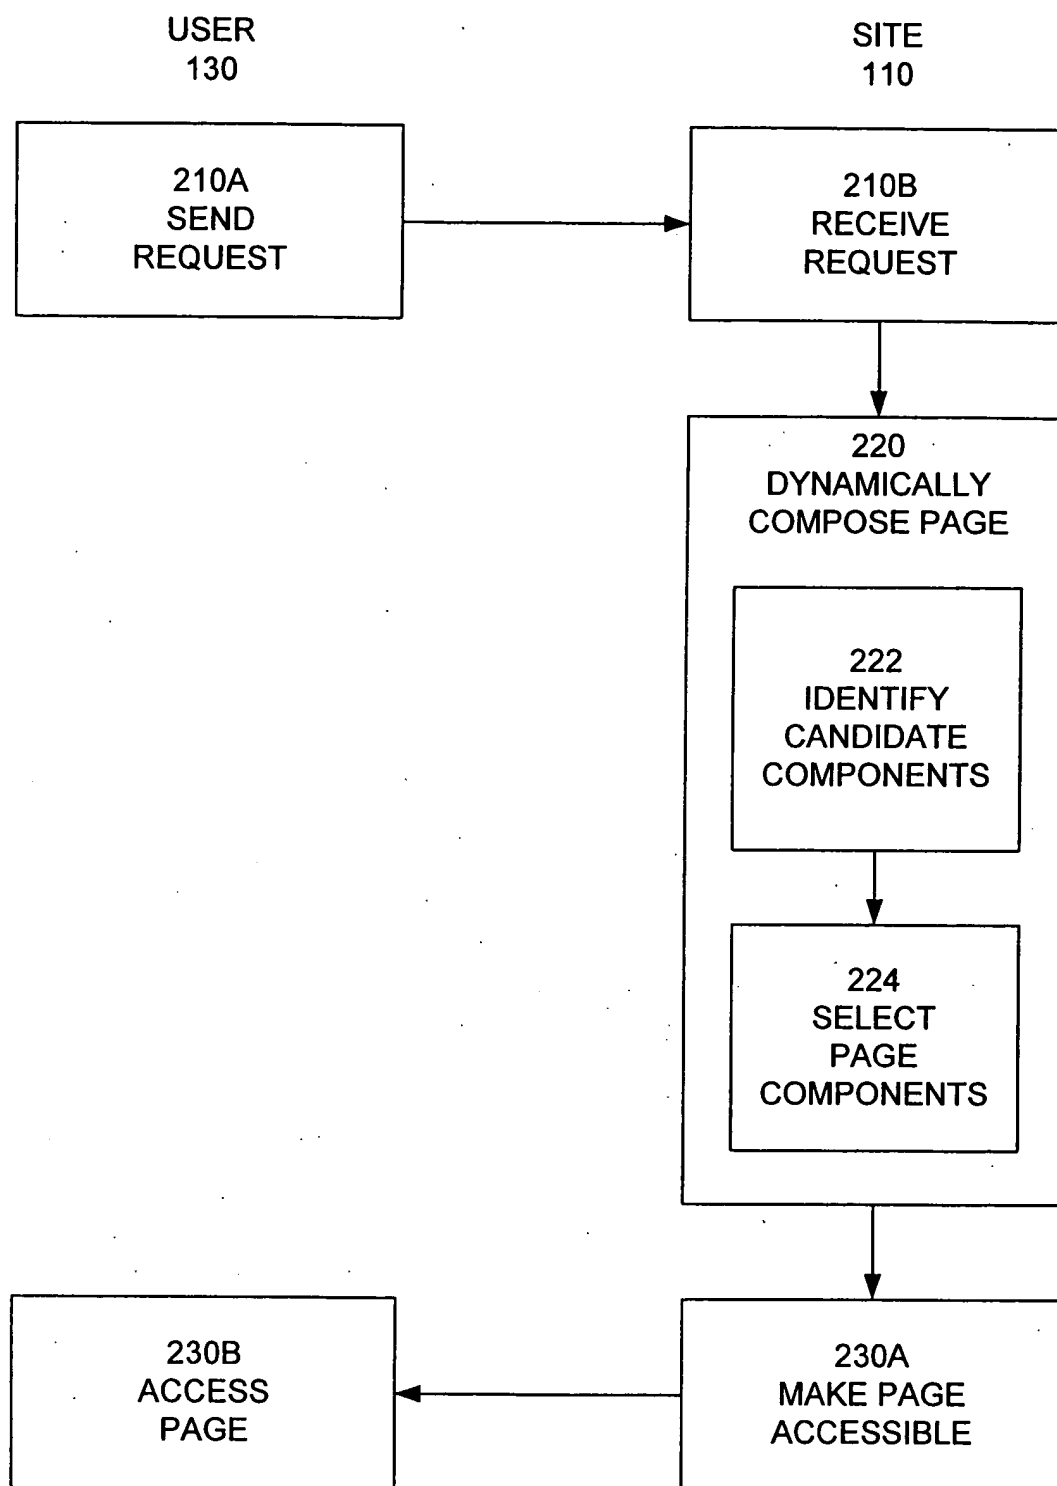 USER
130
SITE
110
210A
SEND
REQUEST
210B
RECEIVE
REQUEST
220
DYNAMICALLY
COMPOSE PAGE
222
IDENTIFY
CANDIDATE
COMPONENTS
224
SELECT
PAGE
COMPONENTS
230B
ACCESS
PAGE
230A
MAKE PAGE
ACCESSIBLE